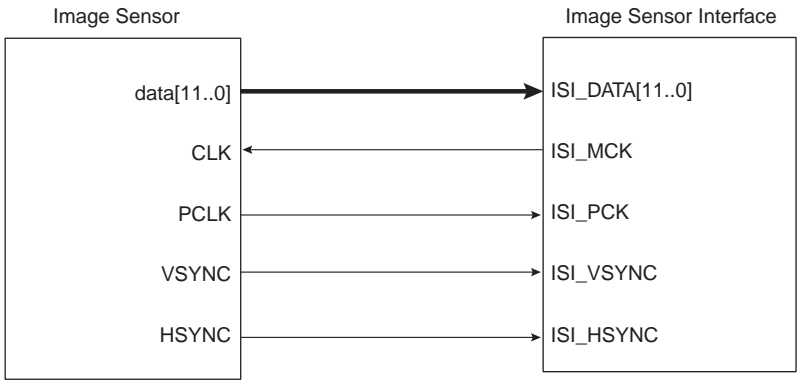 Image Sensor Image Sensor Interface
data[11..0] ISI_DATA[11..0]
CLK ISI_MCK
PCLK ISI_PCK
VSYNC ISI_VSYNC
HSYNC ISI_HSYNC